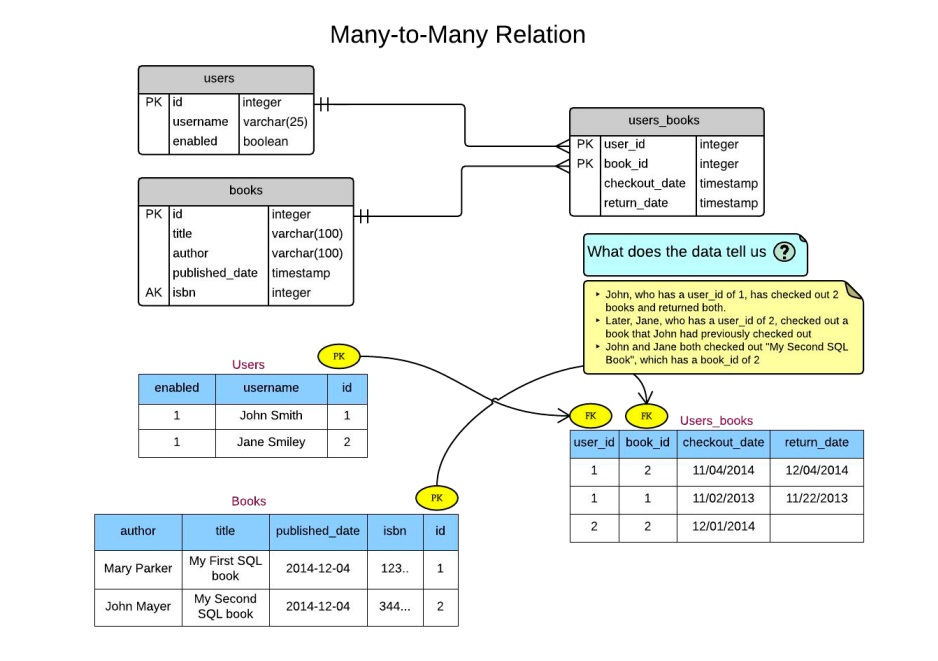 Many-to-Many Relation
users
PK id integer
username varchar(25)
enabled boolean
users_books
PK user_id integer
PK book_id integer
checkout_date timestamp
return_date timestamp
books
PK id integer
title varchar(100)
author varchar(100)
published_date timestamp
AK isbn integer
What does the data tell us ?
‣ John, who has a user_id of 1, has checked out 2
books and returned both.
‣ Later, Jane, who has a user_id of 2, checked out a
book that John had previously checked out
‣ John and Jane both checked out "My Second SQL
Book", which has a book_id of 2
Users
PK
enabled username id
1 John Smith 1
1 Jane Smiley 2
FK
FK
Users_books
user_id book_id checkout_date return_date
1 2 11/04/2014 12/04/2014
1 1 11/02/2013 11/22/2013
2 2 12/01/2014
Books
PK
author title published_date isbn id
Mary Parker My First SQL
book 2014-12-04 123.. 1
John Mayer My Second
SQL book 2014-12-04 344... 2